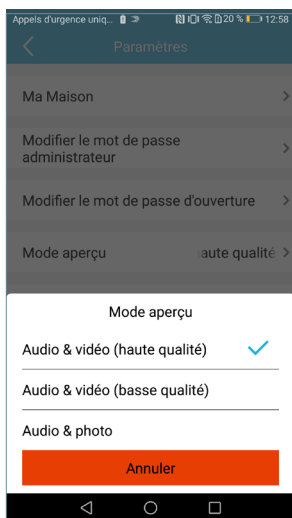 Appels d'urgence uniq... 20 % 12:58
Paramètres
Ma Maison
Modifier le mot de passe
administrateur
Modifier le mot de passe d'ouverture
Mode aperçu haute qualité
Mode aperçu
Audio & vidéo (haute qualité)
Audio & vidéo (basse qualité)
Audio & photo
Annuler